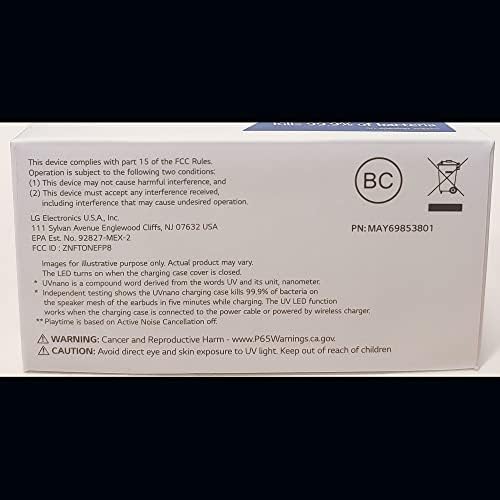 Kills 99.9% of bacteria
This device complies with part 15 of the FCC Rules.
Operation is subject to the following two conditions:
(1) This device may not cause harmful interference, and
(2) This device must accept any interference received,
including interference that may cause undesired operation.
BC
LG Electronics U.S.A., Inc.
111 Sylvan Avenue Englewood Cliffs, NJ 07632 USA
EPA Est. No. 92827-MEX-2
FCC ID : ZNFTONEFP8
PN:MAY69853801
Images for illustrative purpose only. Actual product may vary.
The LED turns on when the charging case cover is closed.
* UVnano is a compound word derived from the words UV and its unit, nanometer.
* Independent testing shows the UVnano charging case kills 99.9% of bacteria on
the speaker mesh of the earbuds in five minutes while charging. The UV LED function
works when the charging case is connected to the power cable or powered by wireless charger.
** Playtime is based on Active Noise Cancellation off.
WARNING: Cancer and Reproductive Harm - www.P65Warnings.ca.gov.
CAUTION: Avoid direct eye and skin exposure to UV light. Keep out of reach of children